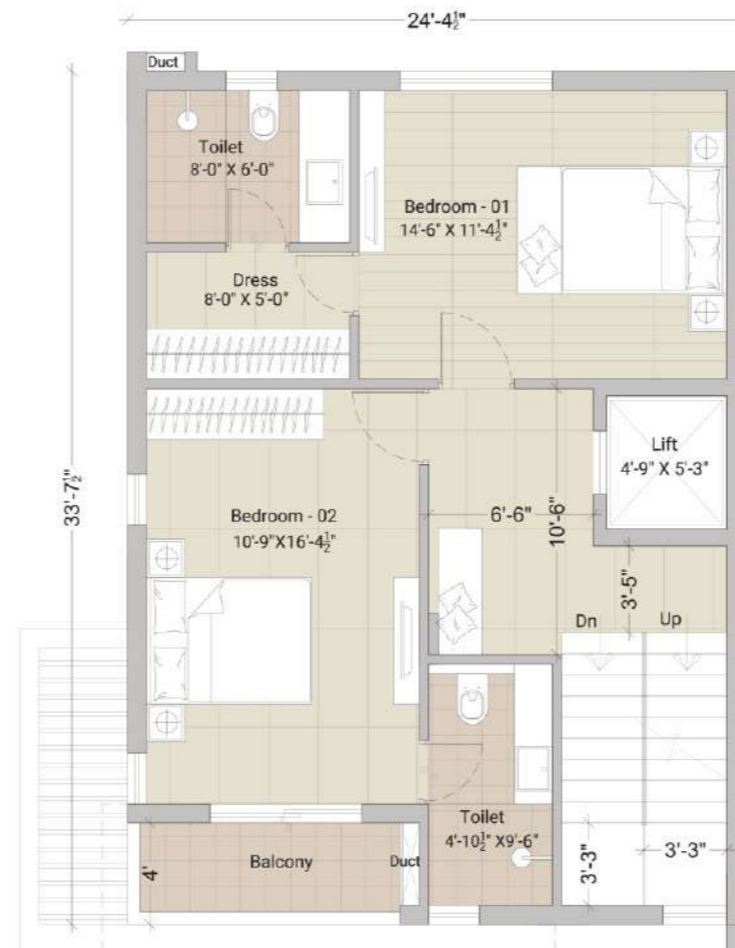 24'-4½"
Duct
Toilet
8'-0" X 6'-0"
Bedroom - 01
14'-6" X 11'-4½"
Dress
8'-0" X 5'-0"
Lift
4'-9" X 5'-3"
33'-7½"
Bedroom - 02
10'-9"X16'-4½"
6'-6"
10'-6"
3'-5"
Dn
Up
Toilet
4'-10½" X9'-6"
4'
Balcony
Duct
3'-3"
3'-3"